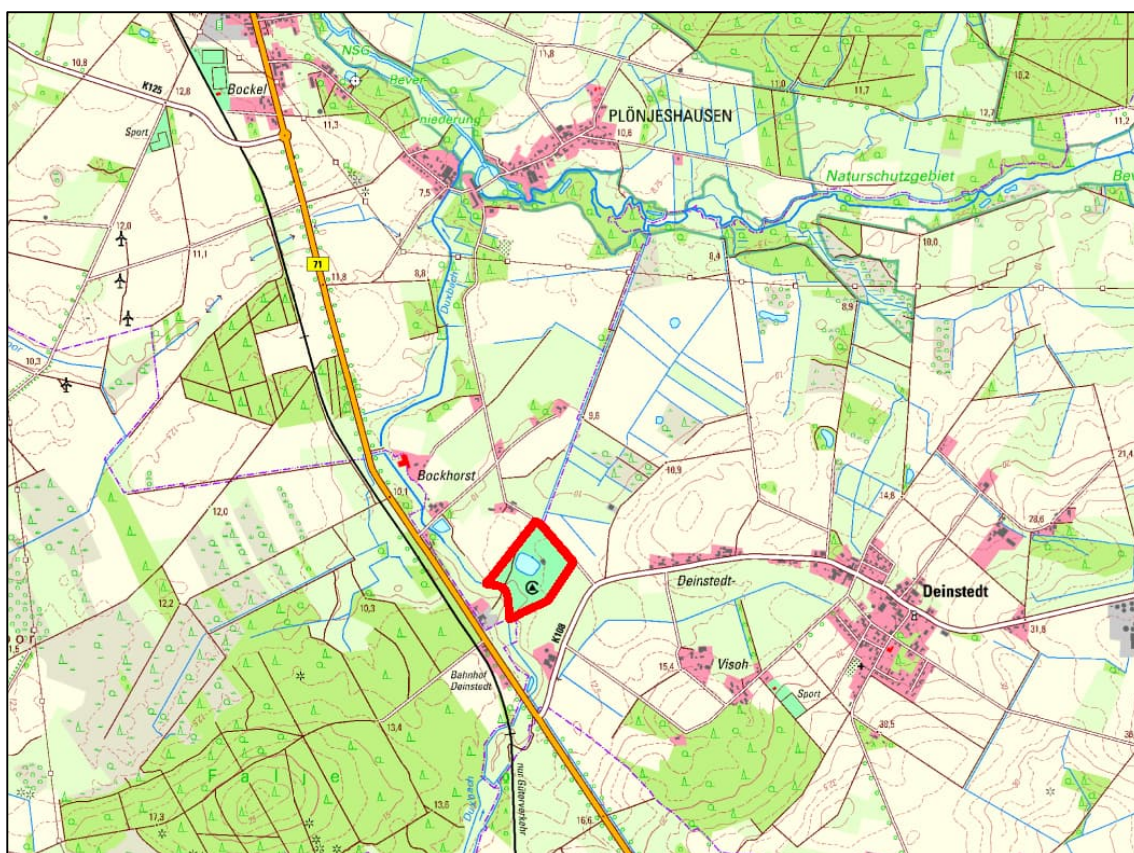 NSG
Bever-
niederung
10,8
K125
12,8
Bockel
11,3
Sport
11,8
10,2
11,0
11,7
12,7
11,2
PLÖNJESHAUSEN
10,6
7,5
Naturschutzgebiet
Bev
12,0
11,1
71
11,8
8,8
Duxbach
8,4
10,0
8,9
10,3
9,6
Bockhorst
10,1
10,9
21,4
14,8
28,6
12,0
12,2
10,3
Deinstedt-
Deinstedt
K108
31,8
Bahnhof
Deinstedt
15,4
Visoh
Sport
13,4
Falje
nur Güterverkehr
Duxbach
13,5
17,3
16,6